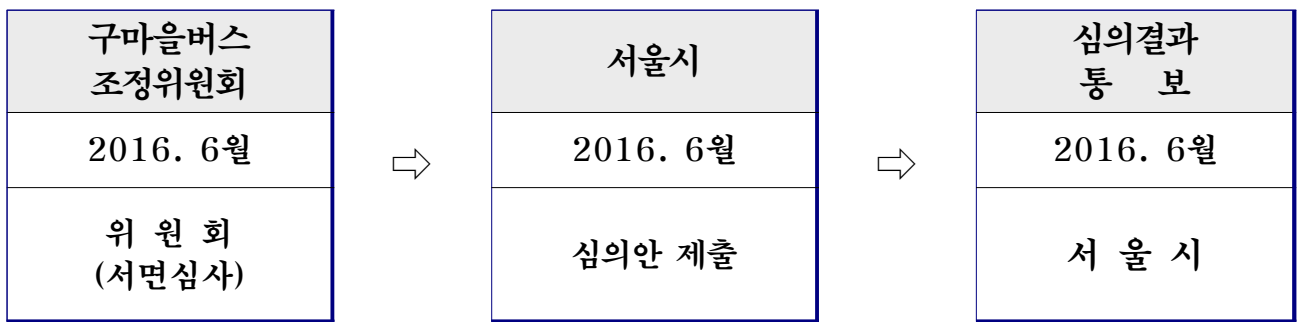 구마을버스
조정위원회
2016. 6월
위 원 회
(서면심사)
⇨
서울시
2016. 6월
심의안 제출
⇨
심의결과
통 보
2016. 6월
서 울 시